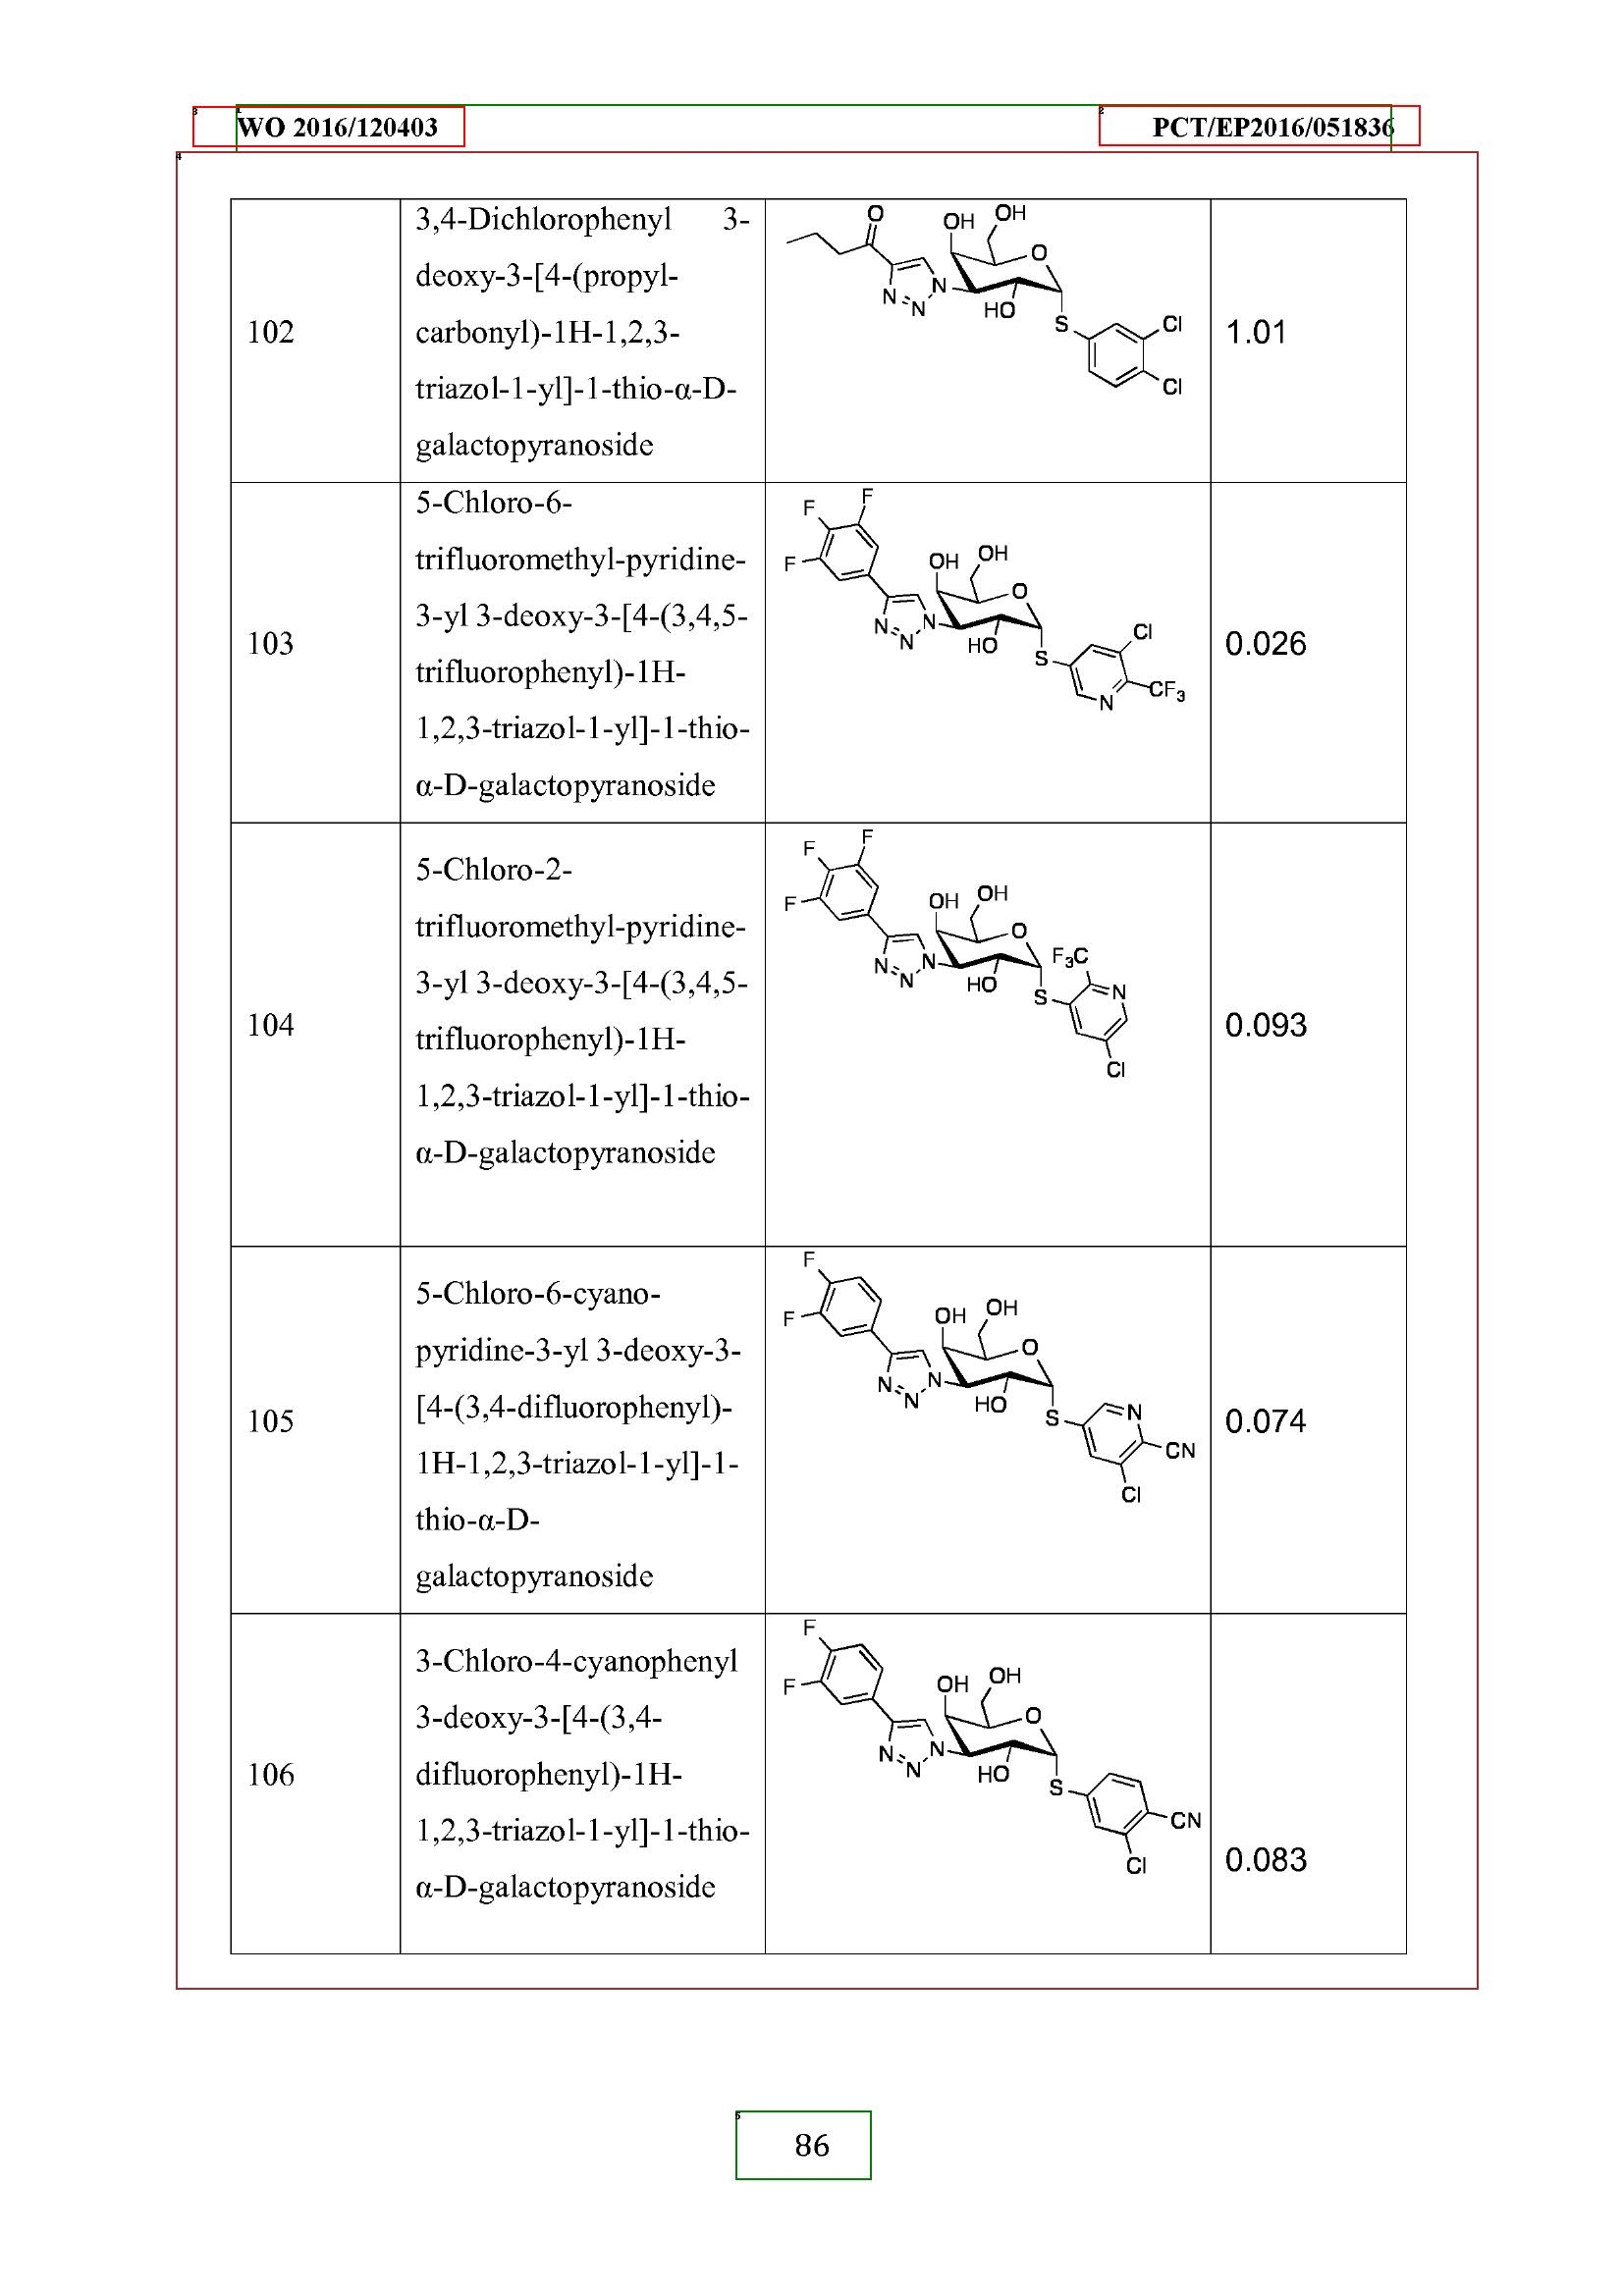 WO 2016/120403 PCT/EP2016/051836
102
3,4-Dichlorophenyl 3-
deoxy-3-[4-(propyl-
carbonyl)-1H-1,2,3-
triazol-1-yl]-1-thio-α-D-
galactopyranoside
O
OH
OH
O
N
N
N
HO
S
Cl
Cl
1.01
103
5-Chloro-6-
trifluoromethyl-pyridine-
3-yl 3-deoxy-3-[4-(3,4,5-
trifluorophenyl)-1H-
1,2,3-triazol-1-yl]-1-thio-
α-D-galactopyranoside
F
F
F
OH
OH
O
N
N
N
HO
S
Cl
CF3
N
0.026
104
5-Chloro-2-
trifluoromethyl-pyridine-
3-yl 3-deoxy-3-[4-(3,4,5-
trifluorophenyl)-1H-
1,2,3-triazol-1-yl]-1-thio-
α-D-galactopyranoside
F
F
F
OH
OH
O
N
N
N
HO
F3C
S
N
Cl
0.093
105
5-Chloro-6-cyano-
pyridine-3-yl 3-deoxy-3-
[4-(3,4-difluorophenyl)-
1H-1,2,3-triazol-1-yl]-1-
thio-α-D-
galactopyranoside
F
F
OH
OH
O
N
N
N
HO
S
N
CN
Cl
0.074
106
3-Chloro-4-cyanophenyl
3-deoxy-3-[4-(3,4-
difluorophenyl)-1H-
1,2,3-triazol-1-yl]-1-thio-
α-D-galactopyranoside
F
F
OH
OH
O
N
N
N
HO
S
CN
Cl
0.083
86